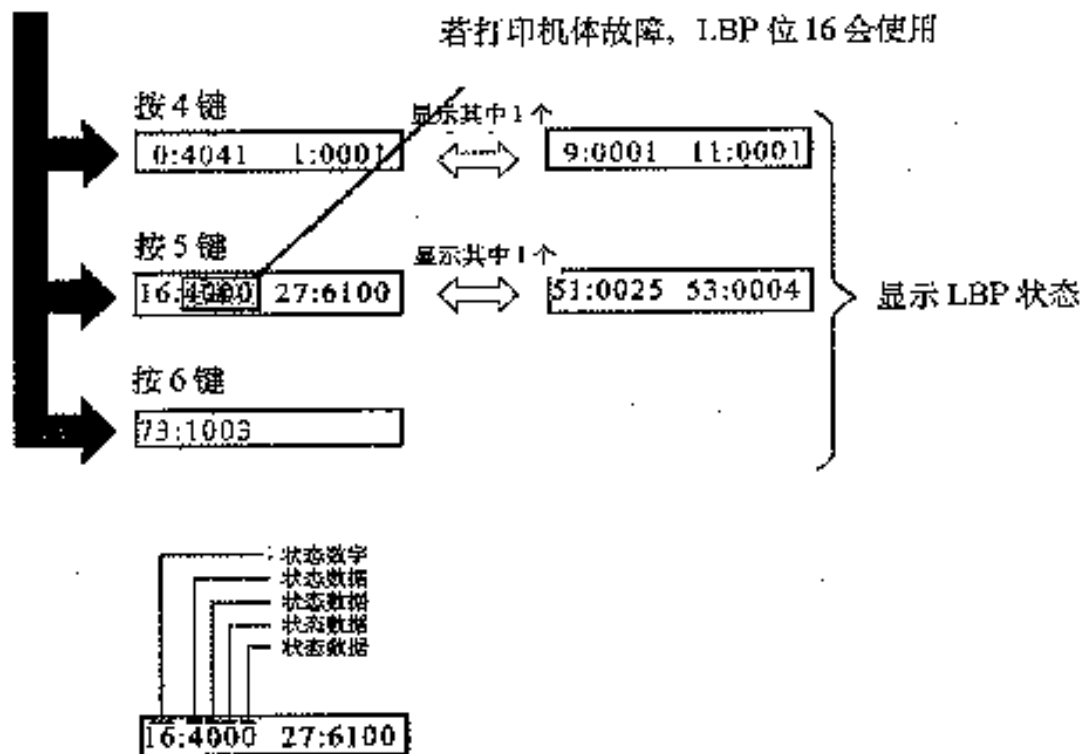 若打印机体故障，LBP 位 16 会使用
按 4 键
显示其中 1 个
0:4041 1:0001
9:0001 11:0001
按 5 键
显示其中 1 个
16:4000 27:6100
51:0025 53:0004
显示 LBP 状态
按 6 键
73:1003
状态数字
状态数据
状态数据
状态数据
状态数据
16:4000 27:6100